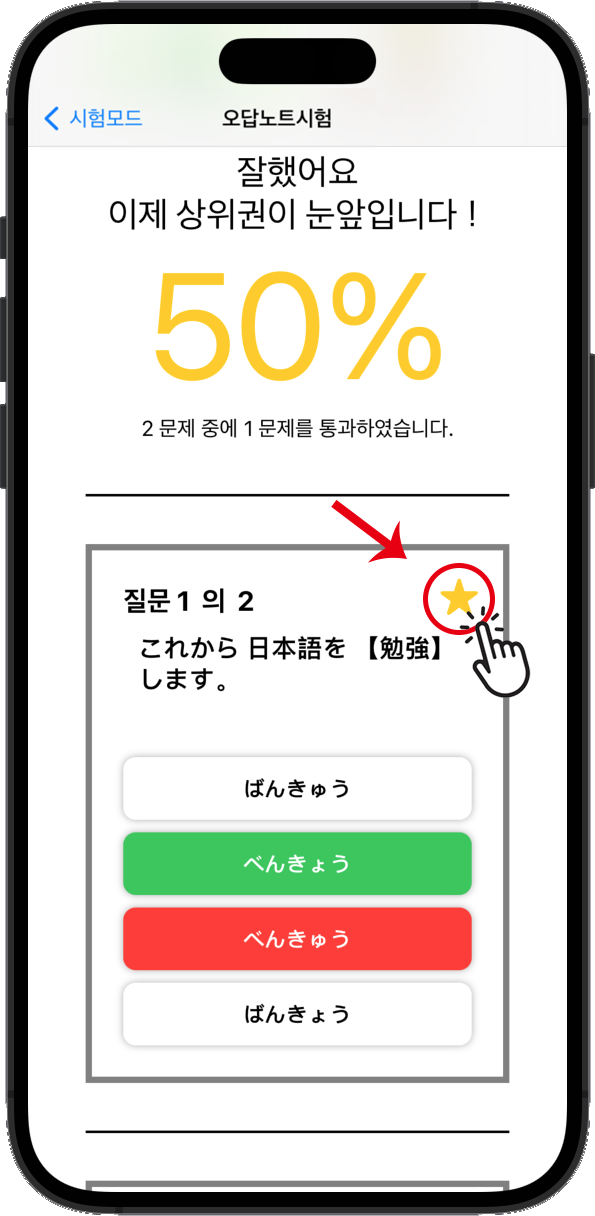 시험모드
오답노트시험
잘했어요
이제 상위권이 눈앞입니다 !
50%
2 문제 중에 1 문제를 통과하였습니다.
질문 1 의 2
これから 日本語を 【勉強】
します。
ばんきゅう
べんきょう
べんきゅう
ばんきょう